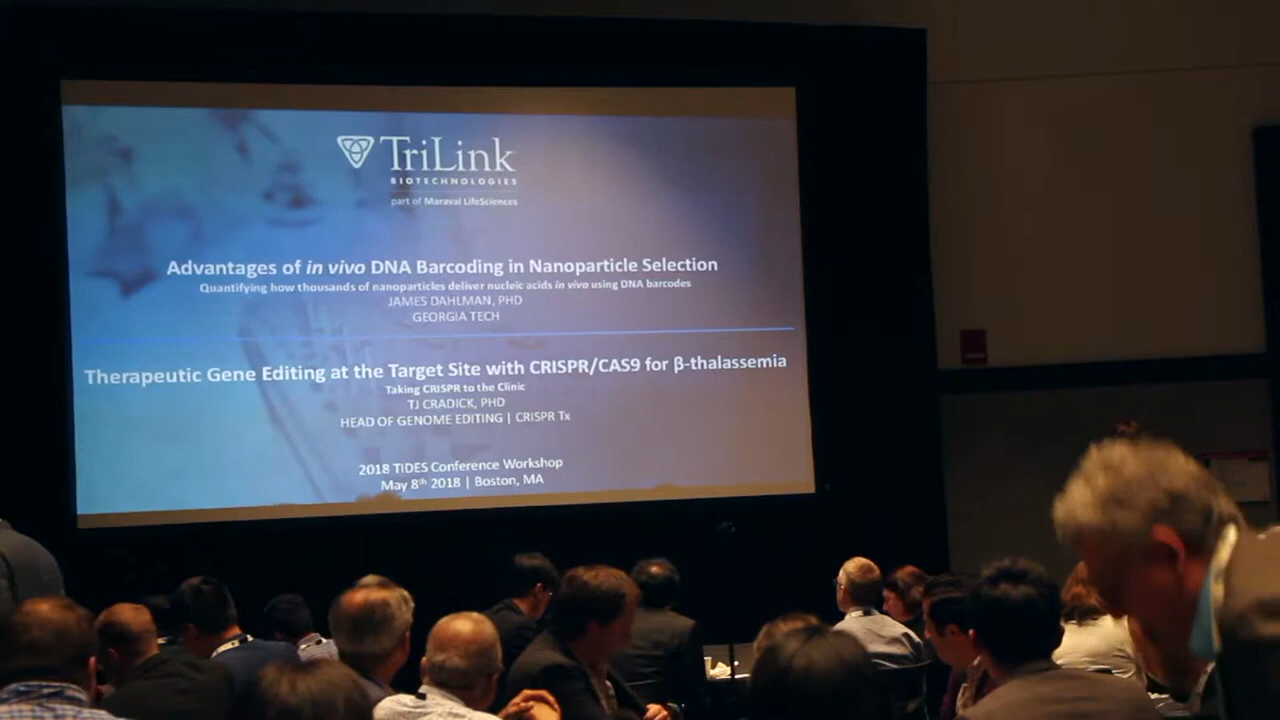 TriLink
BIOTECHNOLOGIES
part of Maravai LifeSciences
Advantages of in vivo DNA Barcoding in Nanoparticle Selection
Quantifying how thousands of nanoparticles deliver nucleic acids in vivo using DNA barcodes
JAMES DAHLMAN, PHD
GEORGIA TECH
Therapeutic Gene Editing at the Target Site with CRISPR/CAS9 for β-thalassemia
Taking CRISPR to the Clinic
TJ CRADICK, PHD
HEAD OF GENOME EDITING | CRISPR Tx
2018 TIDES Conference Workshop
May 8th 2018 | Boston, MA